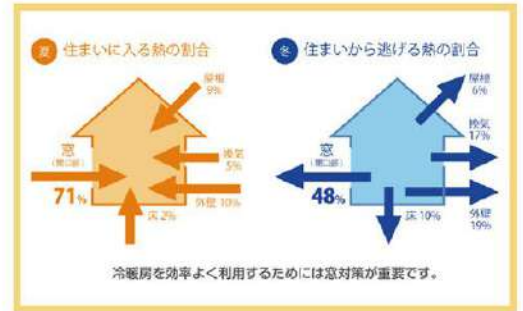 夏 住まいに入る熱の割合
屋根
9%
窓
(開口部)
71%
換気
5%
外壁 10%
床 2%
冬 住まいから逃げる熱の割合
屋根
6%
換気
17%
窓
(開口部)
48%
床 10%
外壁
19%
冷暖房を効率よく利用するためには窓対策が重要です。